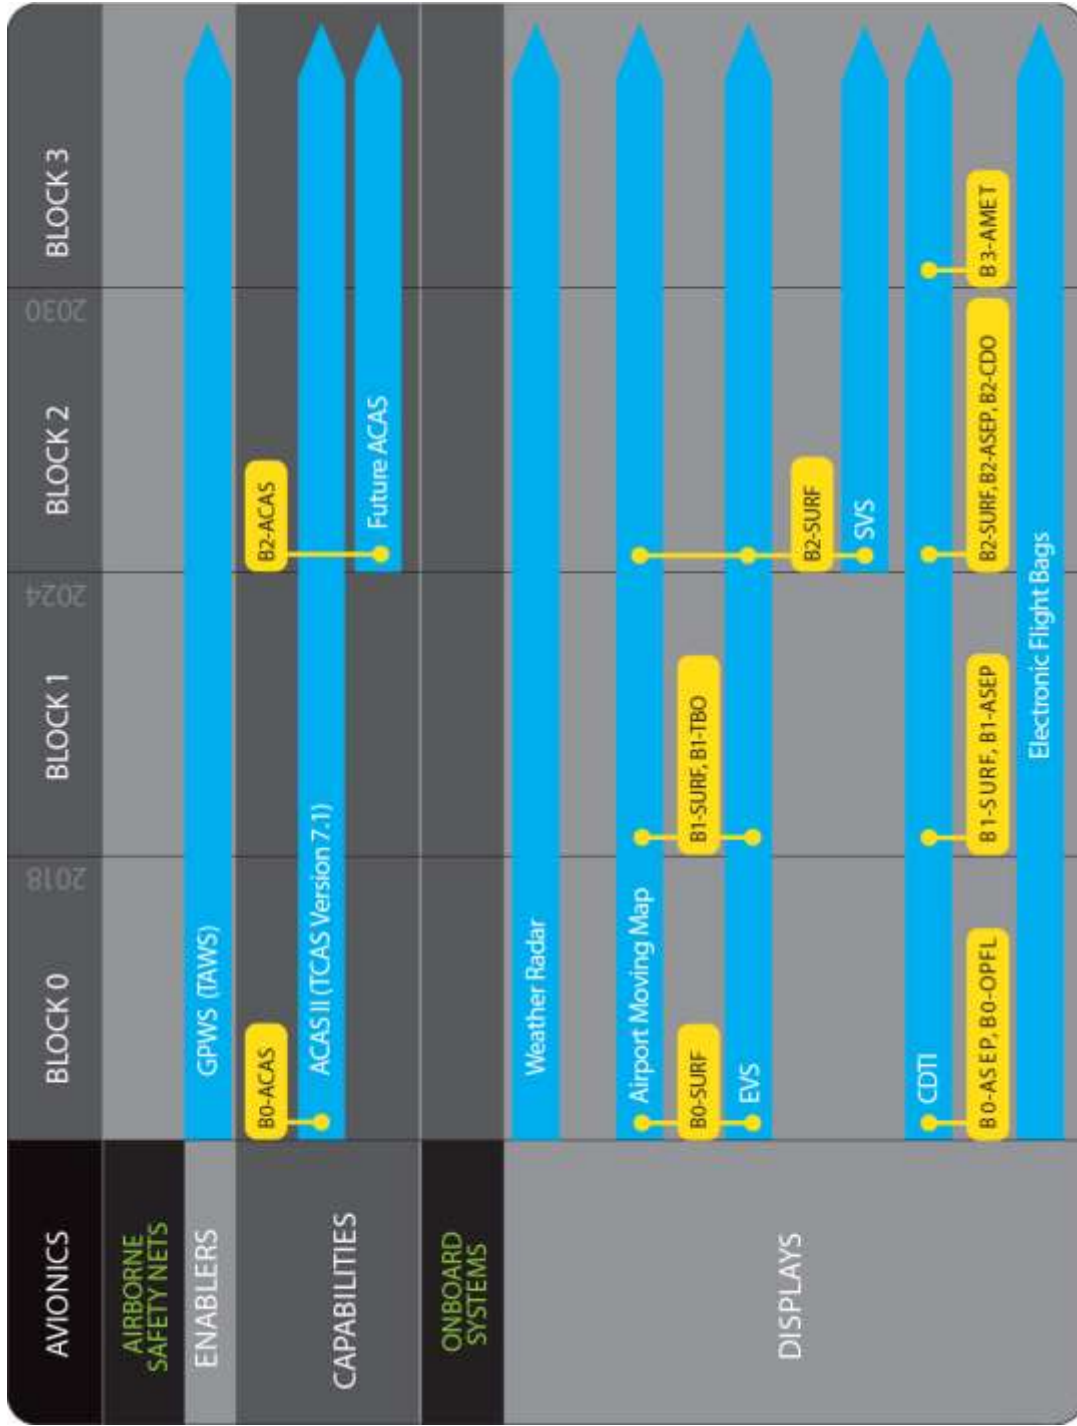 AVIONICS
BLOCK 0
2018
BLOCK 1
2024
BLOCK 2
2030
BLOCK 3
AIRBORNE
SAFETY NETS
ENABLERS
GPWS (TAWS)
CAPABILITIES
B0-ACAS
B2-ACAS
ACAS II (TCAS Version 7.1)
Future ACAS
ONBOARD
SYSTEMS
DISPLAYS
Weather Radar
Airport Moving Map
B0-SURF
B1-SURF, B1-TBO
EVS
B2-SURF
SVS
CDTI
B0-ASEP, B0-OPFL
B1-SURF, B1-ASEP
B2-SURF, B2-ASEP, B2-CDO
B3-AMET
Electronic Flight Bags